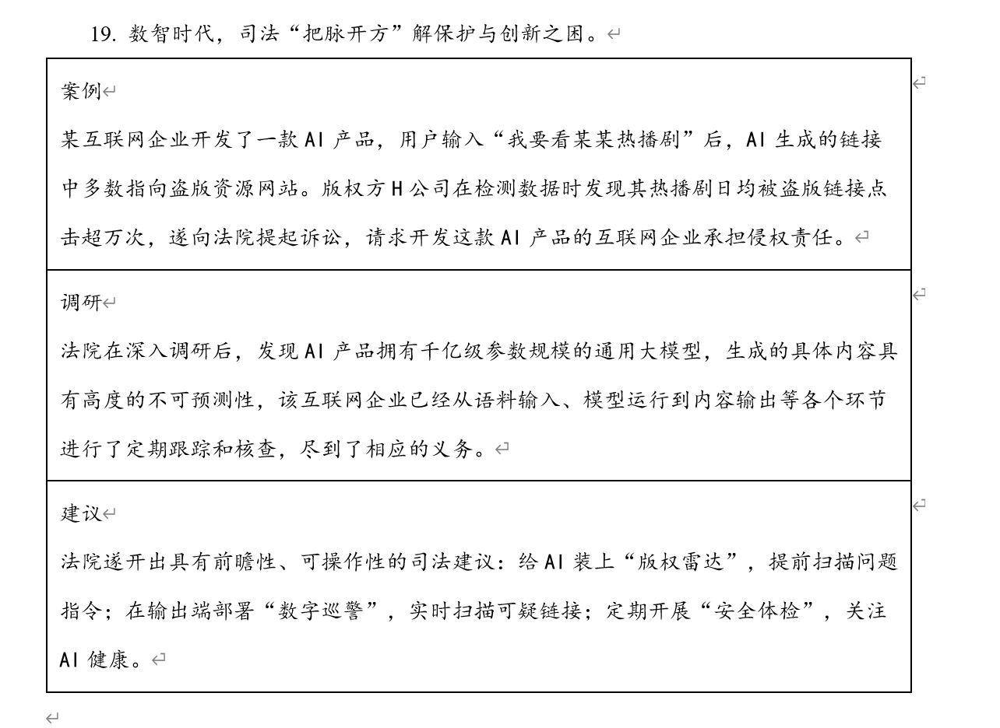 19. 数智时代，司法“把脉开方”解保护与创新之困。
案例
某互联网企业开发了一款 AI 产品，用户输入“我要看某某热播剧”后，AI 生成的链接
中多数指向盗版资源网站。版权方 H 公司在检测数据时发现其热播剧日均被盗版链接点
击超万次，遂向法院提起诉讼，请求开发这款 AI 产品的互联网企业承担侵权责任。
调研
法院在深入调研后，发现 AI 产品拥有千亿级参数规模的通用大模型，生成的具体内容具
有高度的不可预测性，该互联网企业已经从语料输入、模型运行到内容输出等各个环节
进行了定期跟踪和核查，尽到了相应的义务。
建议
法院遂开出具有前瞻性、可操作性的司法建议：给 AI 装上“版权雷达”，提前扫描问题
指令；在输出端部署“数字巡警”，实时扫描可疑链接；定期开展“安全体检”，关注
AI 健康。